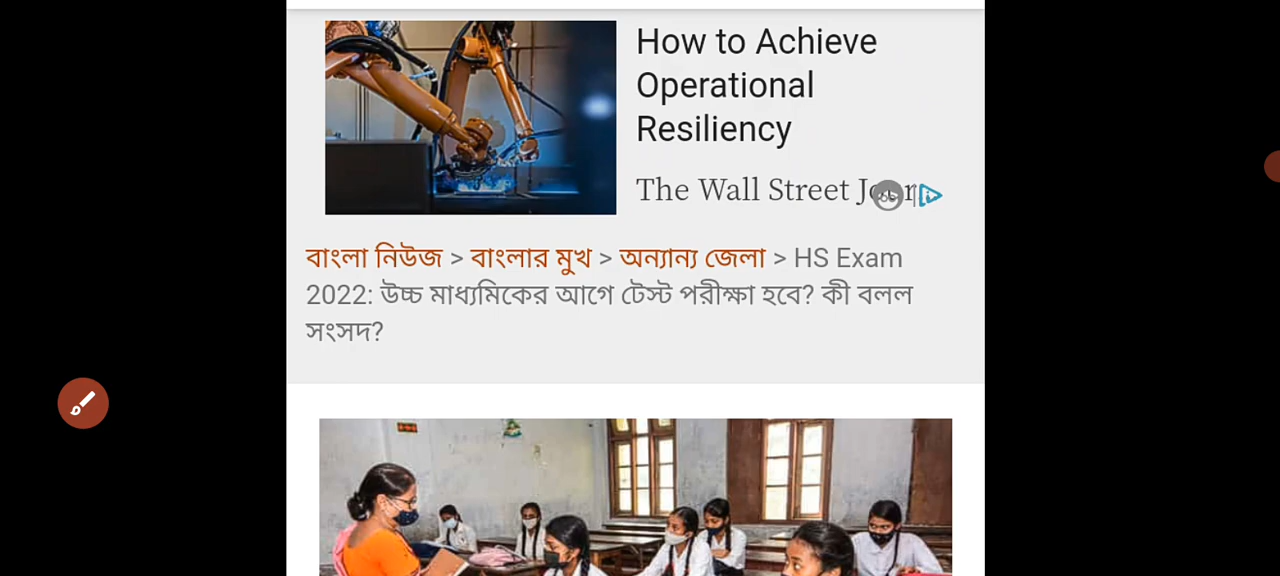 How to Achieve
Operational
Resiliency
The Wall Street
বাংলা নিউজ > বাংলার মুখ > অন্যান্য জেলা > HS Exam
2022: উচ্চ মাধ্যমিকের আগে টেস্ট পরীক্ষা হবে? কী বলল
সংসদ?